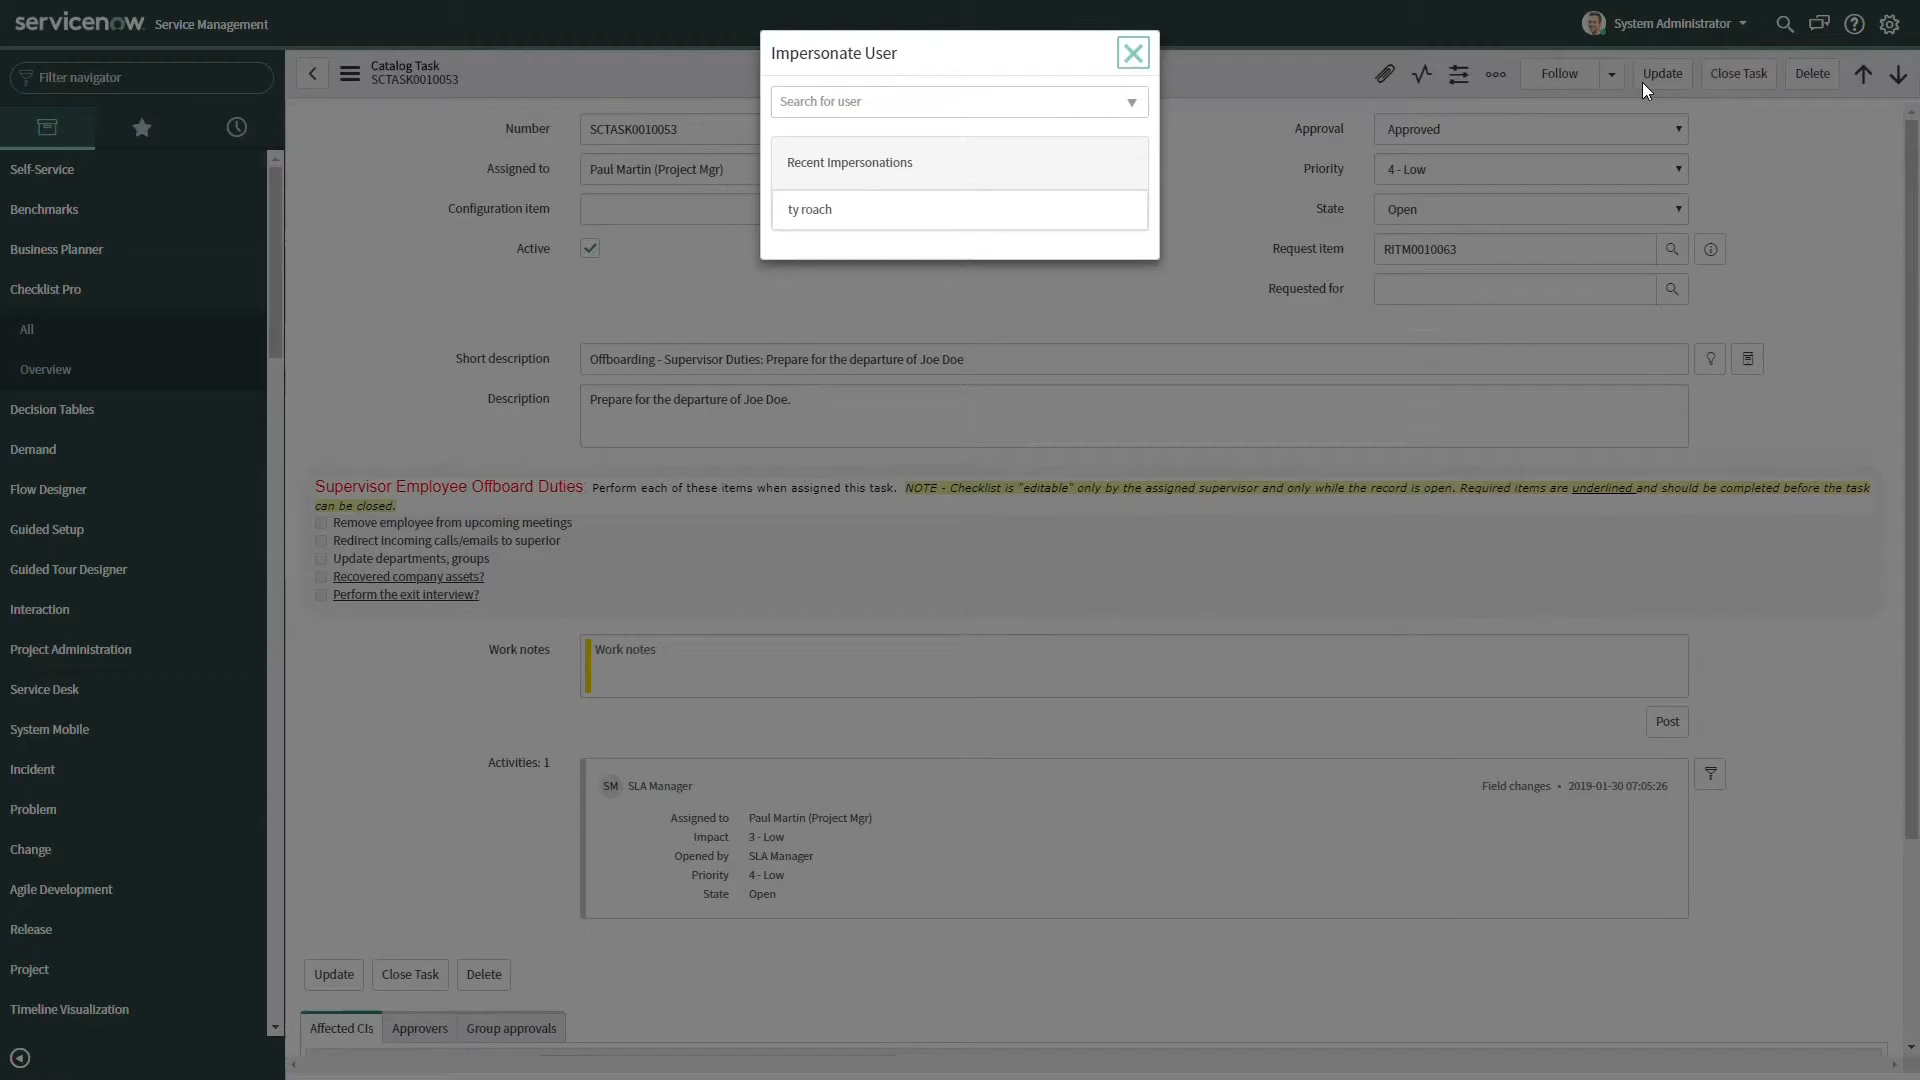 servicenow Service Management
System Administrator
Filter navigator
Self-Service
Benchmarks
Business Planner
Checklist Pro
All
Overview
Decision Tables
Demand
Flow Designer
Guided Setup
Guided Tour Designer
Interaction
Project Administration
Service Desk
System Mobile
Incident
Problem
Change
Agile Development
Release
Project
Timeline Visualization
Catalog Task
SCTASK0010053
Follow
Update
Close Task
Delete
Impersonate User
Search for user
Recent Impersonations
ty roach
Number SCTASK0010053
Assigned to Paul Martin (Project Mgr)
Configuration item
Active
Approval Approved
Priority 4 - Low
State Open
Request item RITM0010063
Requested for
Short description Offboarding - Supervisor Duties: Prepare for the departure of Joe Doe
Description Prepare for the departure of Joe Doe.
Supervisor Employee Offboard Duties: Perform each of these items when assigned this task. NOTE - Checklist is "editable" only by the assigned supervisor and only while the record is open. Required items are underlined and should be completed before the task
can be closed.
Remove employee from upcoming meetings
Redirect incoming calls/emails to superior
Update departments, groups
Recovered company assets?
Perform the exit interview?
Work notes Work notes
Post
Activities: 1
SM SLA Manager Field changes • 2019-01-30 07:05:26
Assigned to Paul Martin (Project Mgr)
Impact 3 - Low
Opened by SLA Manager
Priority 4 - Low
State Open
Update Close Task Delete
Affected CIs Approvers Group approvals